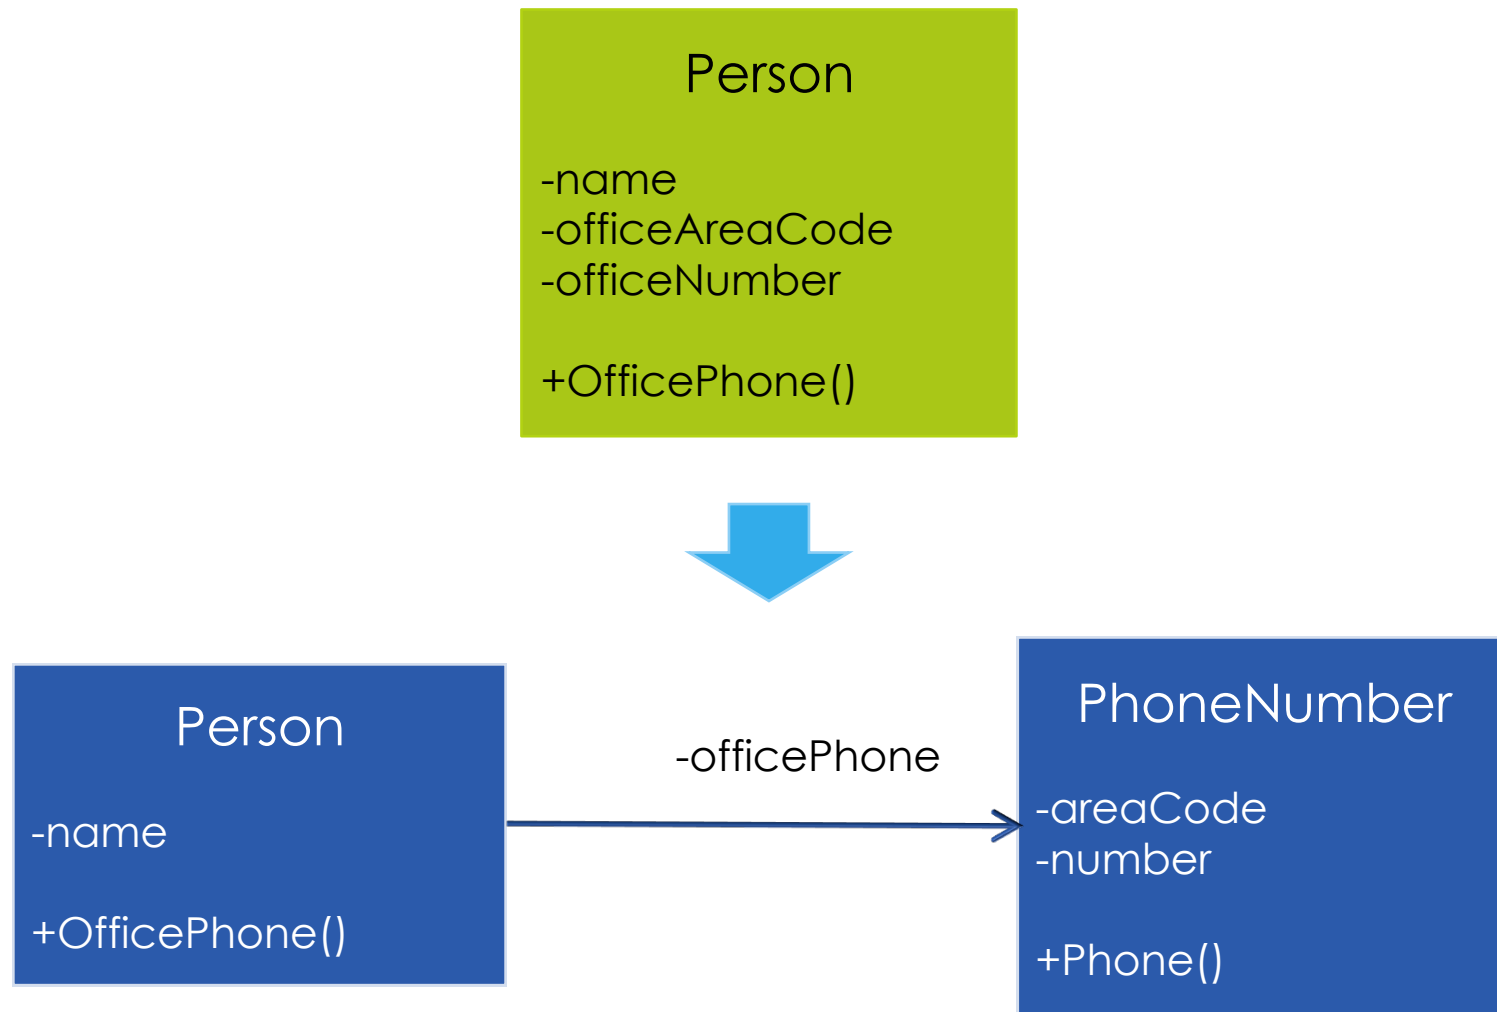 Person
-name
-officeAreaCode
-officeNumber
+OfficePhone()
Person
-name
+OfficePhone()
-officePhone
PhoneNumber
-areaCode
-number
+Phone()